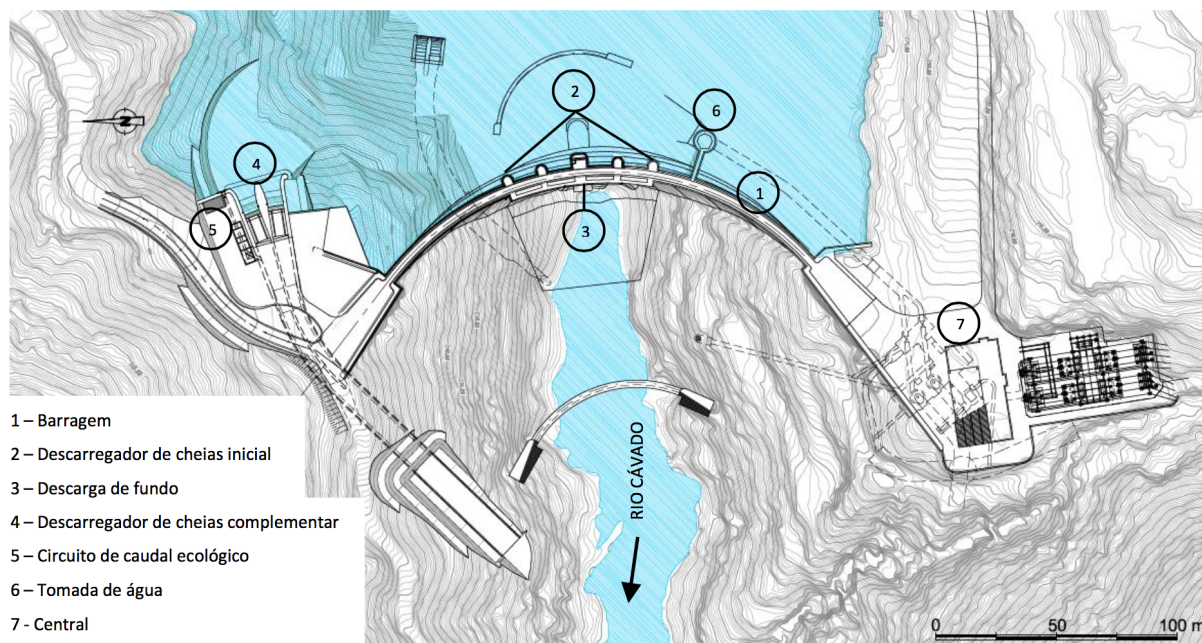 2
6
N
4
1
5
3
7
1 – Barragem
2 – Descarregador de cheias inicial
3 – Descarga de fundo
4 – Descarregador de cheias complementar
5 – Circuito de caudal ecológico
6 – Tomada de água
7 - Central
RIO CÁVADO
0 50 100 m